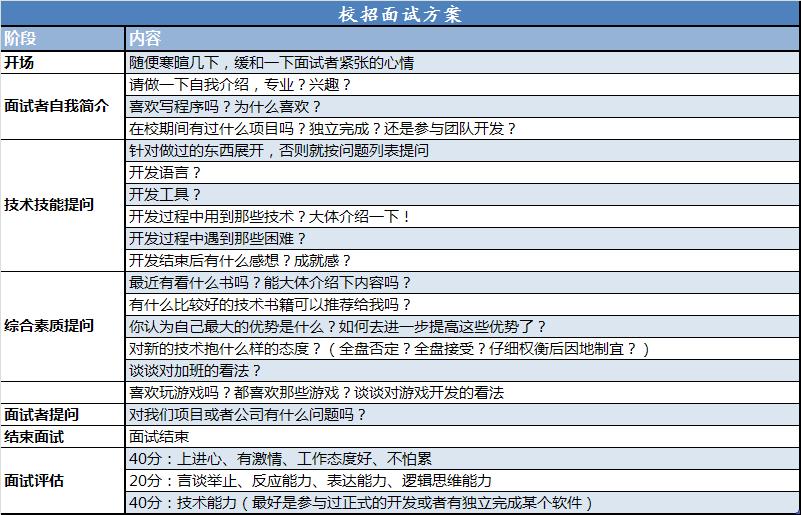 校招面试方案
阶段 内容
开场 随便寒暄几下，缓和一下面试者紧张的心情
请做一下自我介绍，专业？兴趣？
面试者自我简介 喜欢写程序吗？为什么喜欢？
在校期间有过什么项目吗？独立完成？还是参与团队开发？
针对做过的东西展开，否则就按问题列表提问
开发语言？
技术技能提问 开发工具？
开发过程中用到那些技术？大体介绍一下！
开发过程中遇到那些困难？
开发结束后有什么感想？成就感？
最近有看什么书吗？能大体介绍下内容吗？
有什么比较好的技术书籍可以推荐给我吗？
综合素质提问 你认为自己最大的优势是什么？如何去进一步提高这些优势了？
对新的技术抱什么样的态度？（全盘否定？全盘接受？仔细权衡后因地制宜？）
谈谈对加班的看法？
喜欢玩游戏吗？都喜欢那些游戏？谈谈对游戏开发的看法
面试者提问 对我们项目或者公司有什么问题吗？
结束面试 面试结束
40分：上进心、有激情、工作态度好、不怕累
面试评估 20分：言谈举止、反应能力、表达能力、逻辑思维能力
40分：技术能力（最好是参与过正式的开发或者有独立完成某个软件）